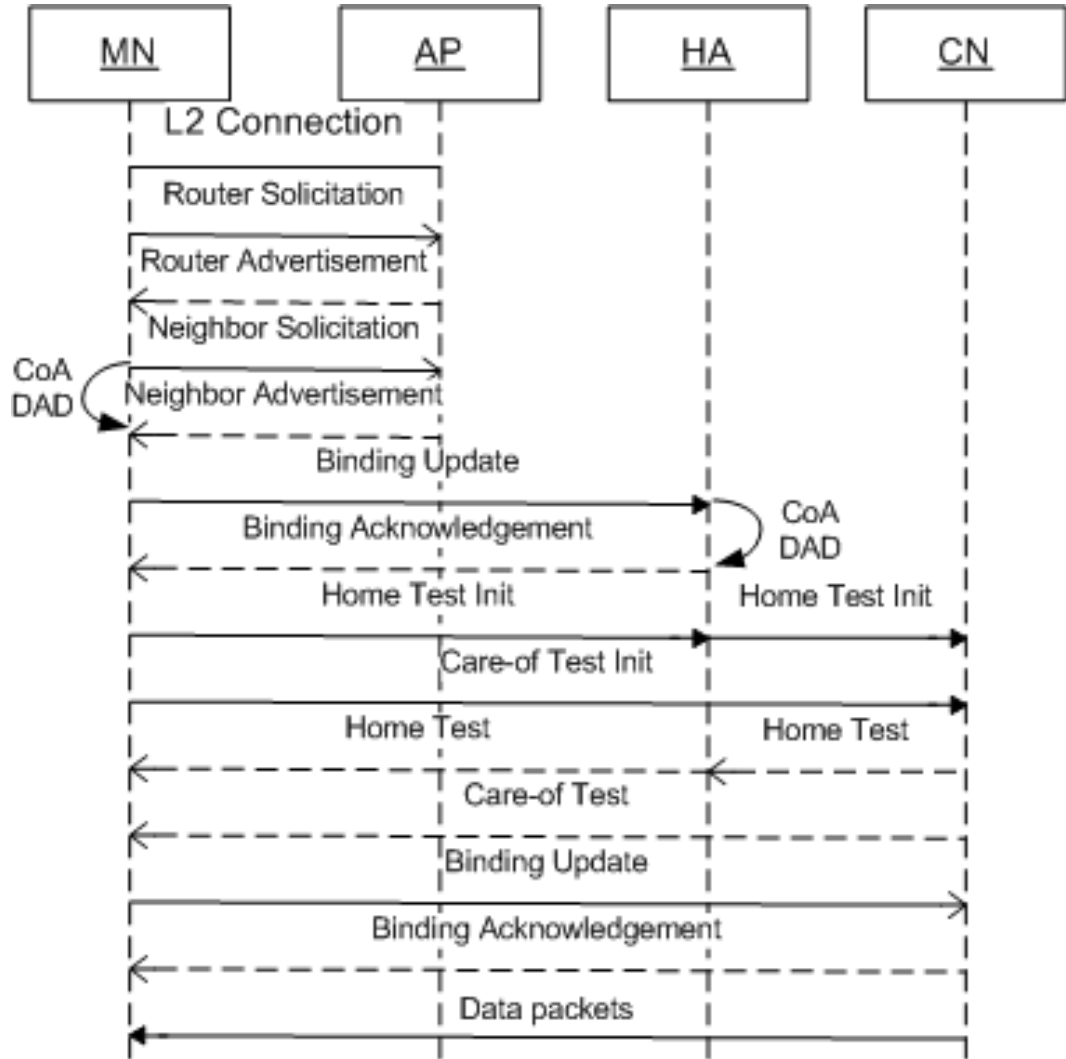 MN
AP
HA
CN
L2 Connection
Router Solicitation
Router Advertisement
Neighbor Solicitation
CoA
DAD
Neighbor Advertisement
Binding Update
Binding Acknowledgement
CoA
DAD
Home Test Init
Home Test Init
Care-of Test Init
Home Test
Home Test
Care-of Test
Binding Update
Binding Acknowledgement
Data packets